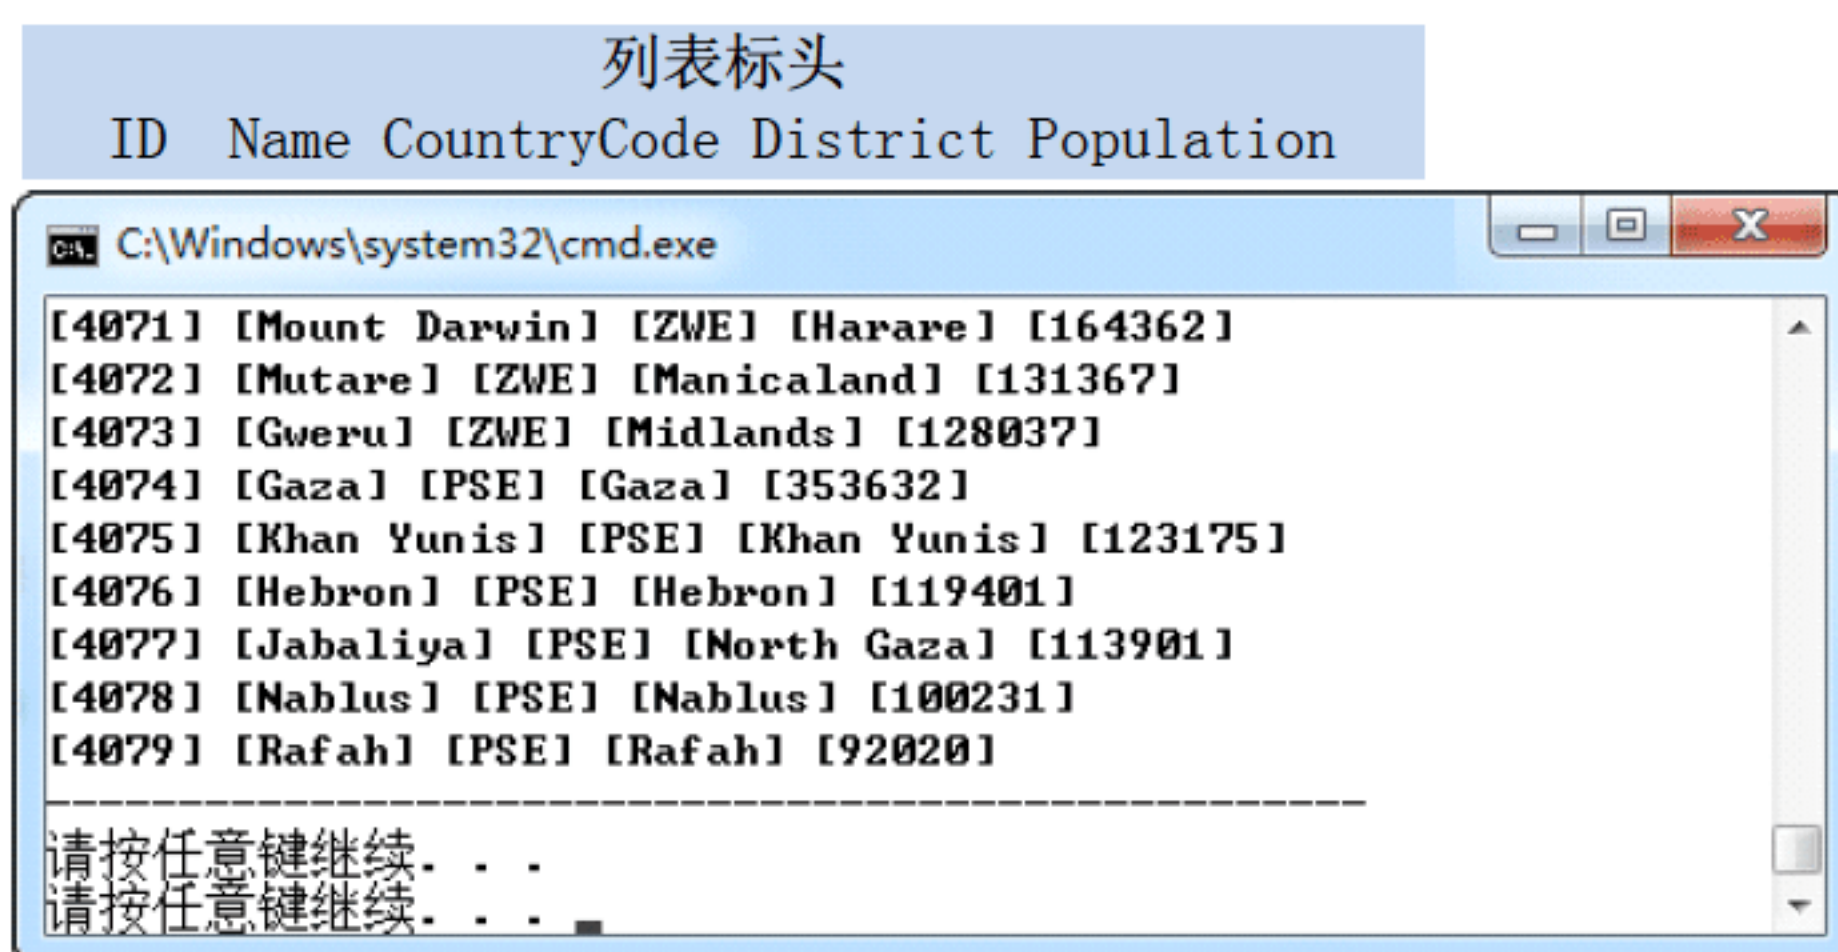 列表标头
ID Name CountryCode District Population
C:\Windows\system32\cmd.exe
[4071] [Mount Darwin] [ZWE] [Harare] [164362]
[4072] [Mutare] [ZWE] [Manicaland] [131367]
[4073] [Gweru] [ZWE] [Midlands] [128037]
[4074] [Gaza] [PSE] [Gaza] [353632]
[4075] [Khan Yunis] [PSE] [Khan Yunis] [123175]
[4076] [Hebron] [PSE] [Hebron] [119401]
[4077] [Jabaliya] [PSE] [North Gaza] [113901]
[4078] [Nablus] [PSE] [Nablus] [100231]
[4079] [Rafah] [PSE] [Rafah] [92020]
--------------------------------------------------
请按任意键继续. . .
请按任意键继续. . .